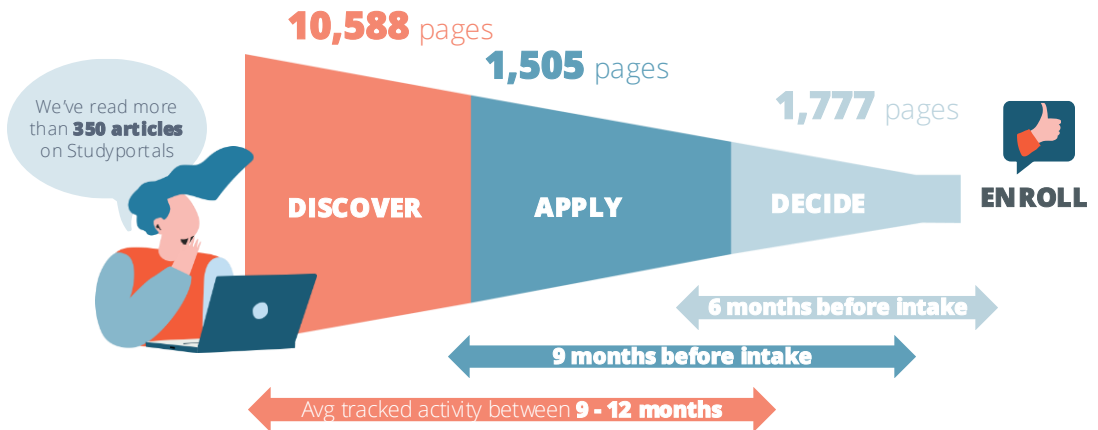 10,588 pages
1,505 pages
1,777 pages
We've read more
than 350 articles
on Studyportals
DISCOVER
APPLY
DECIDE
ENROLL
6 months before intake
9 months before intake
Avg tracked activity between 9 - 12 months